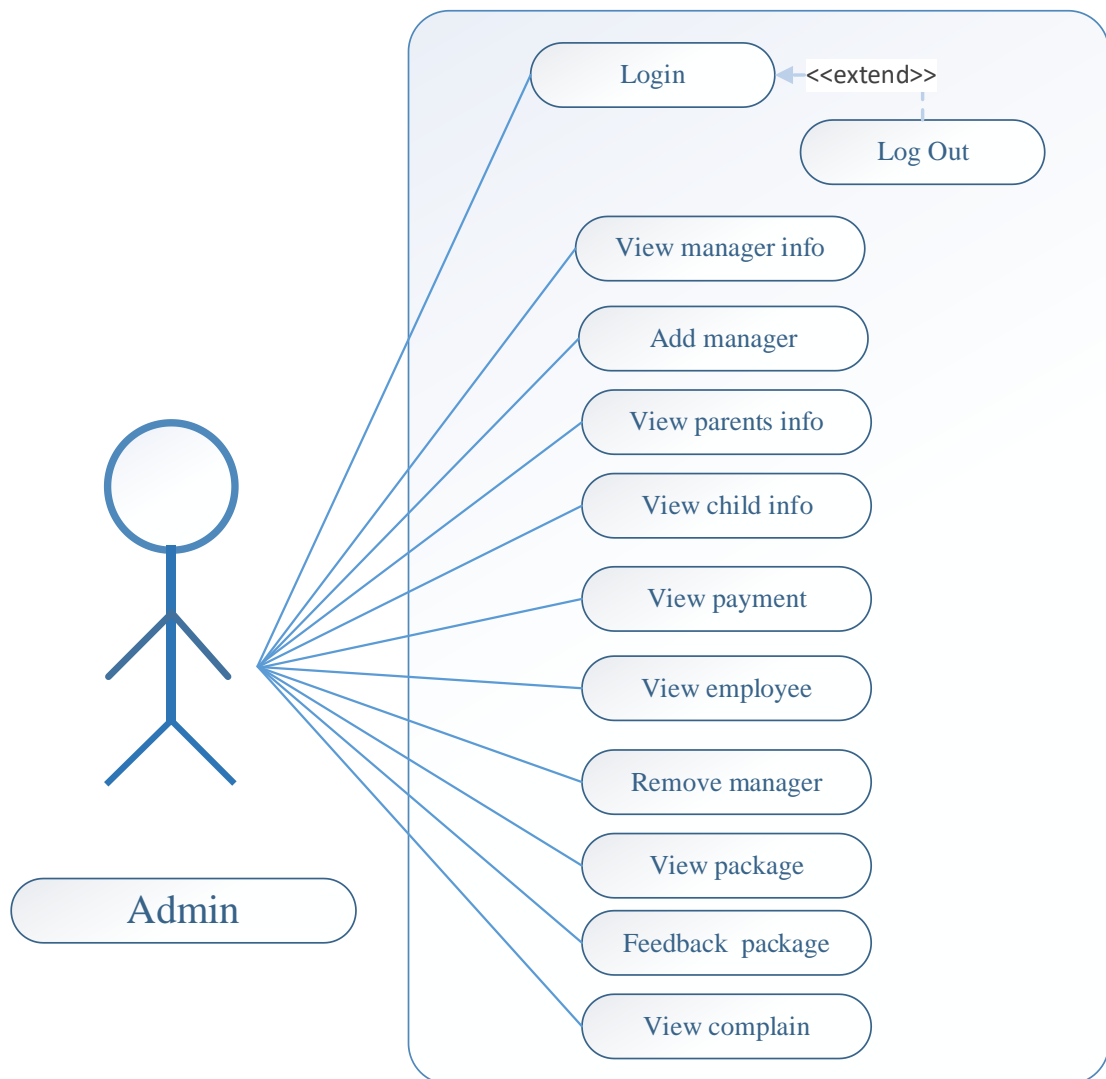 Login
<<extend>>
Log Out
View manager info
Add manager
View parents info
View child info
View payment
View employee
Remove manager
View package
Admin
Feedback  package
View complain